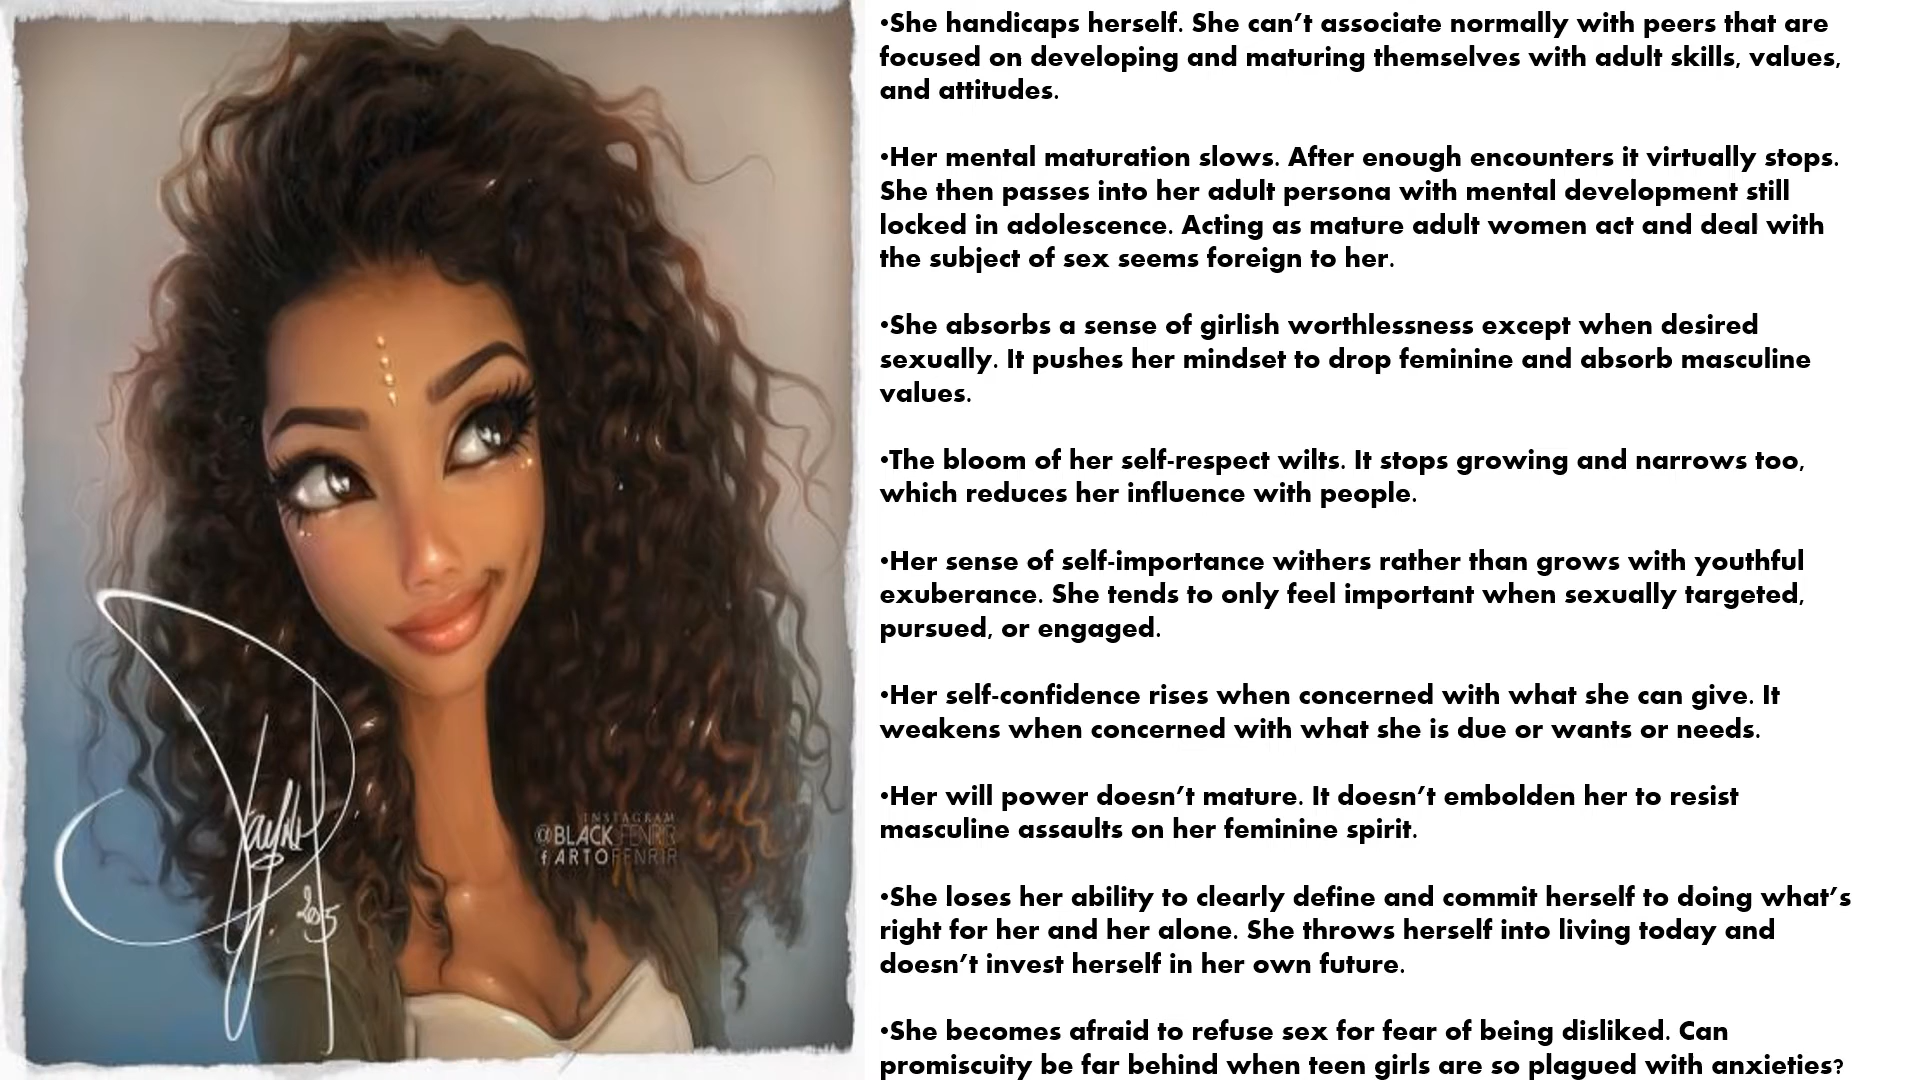 •She handicaps herself. She can’t associate normally with peers that are
focused on developing and maturing themselves with adult skills, values,
and attitudes.
•Her mental maturation slows. After enough encounters it virtually stops.
She then passes into her adult persona with mental development still
locked in adolescence. Acting as mature adult women act and deal with
the subject of sex seems foreign to her.
•She absorbs a sense of girlish worthlessness except when desired
sexually. It pushes her mindset to drop feminine and absorb masculine
values.
•The bloom of her self-respect wilts. It stops growing and narrows too,
which reduces her influence with people.
•Her sense of self-importance withers rather than grows with youthful
exuberance. She tends to only feel important when sexually targeted,
pursued, or engaged.
•Her self-confidence rises when concerned with what she can give. It
weakens when concerned with what she is due or wants or needs.
•Her will power doesn’t mature. It doesn’t embolden her to resist
masculine assaults on her feminine spirit.
•She loses her ability to clearly define and commit herself to doing what’s
right for her and her alone. She throws herself into living today and
doesn’t invest herself in her own future.
•She becomes afraid to refuse sex for fear of being disliked. Can
promiscuity be far behind when teen girls are so plagued with anxieties?
INSTAGRAM
@BLACKFENRIR
f ARTOFENRIR
2015